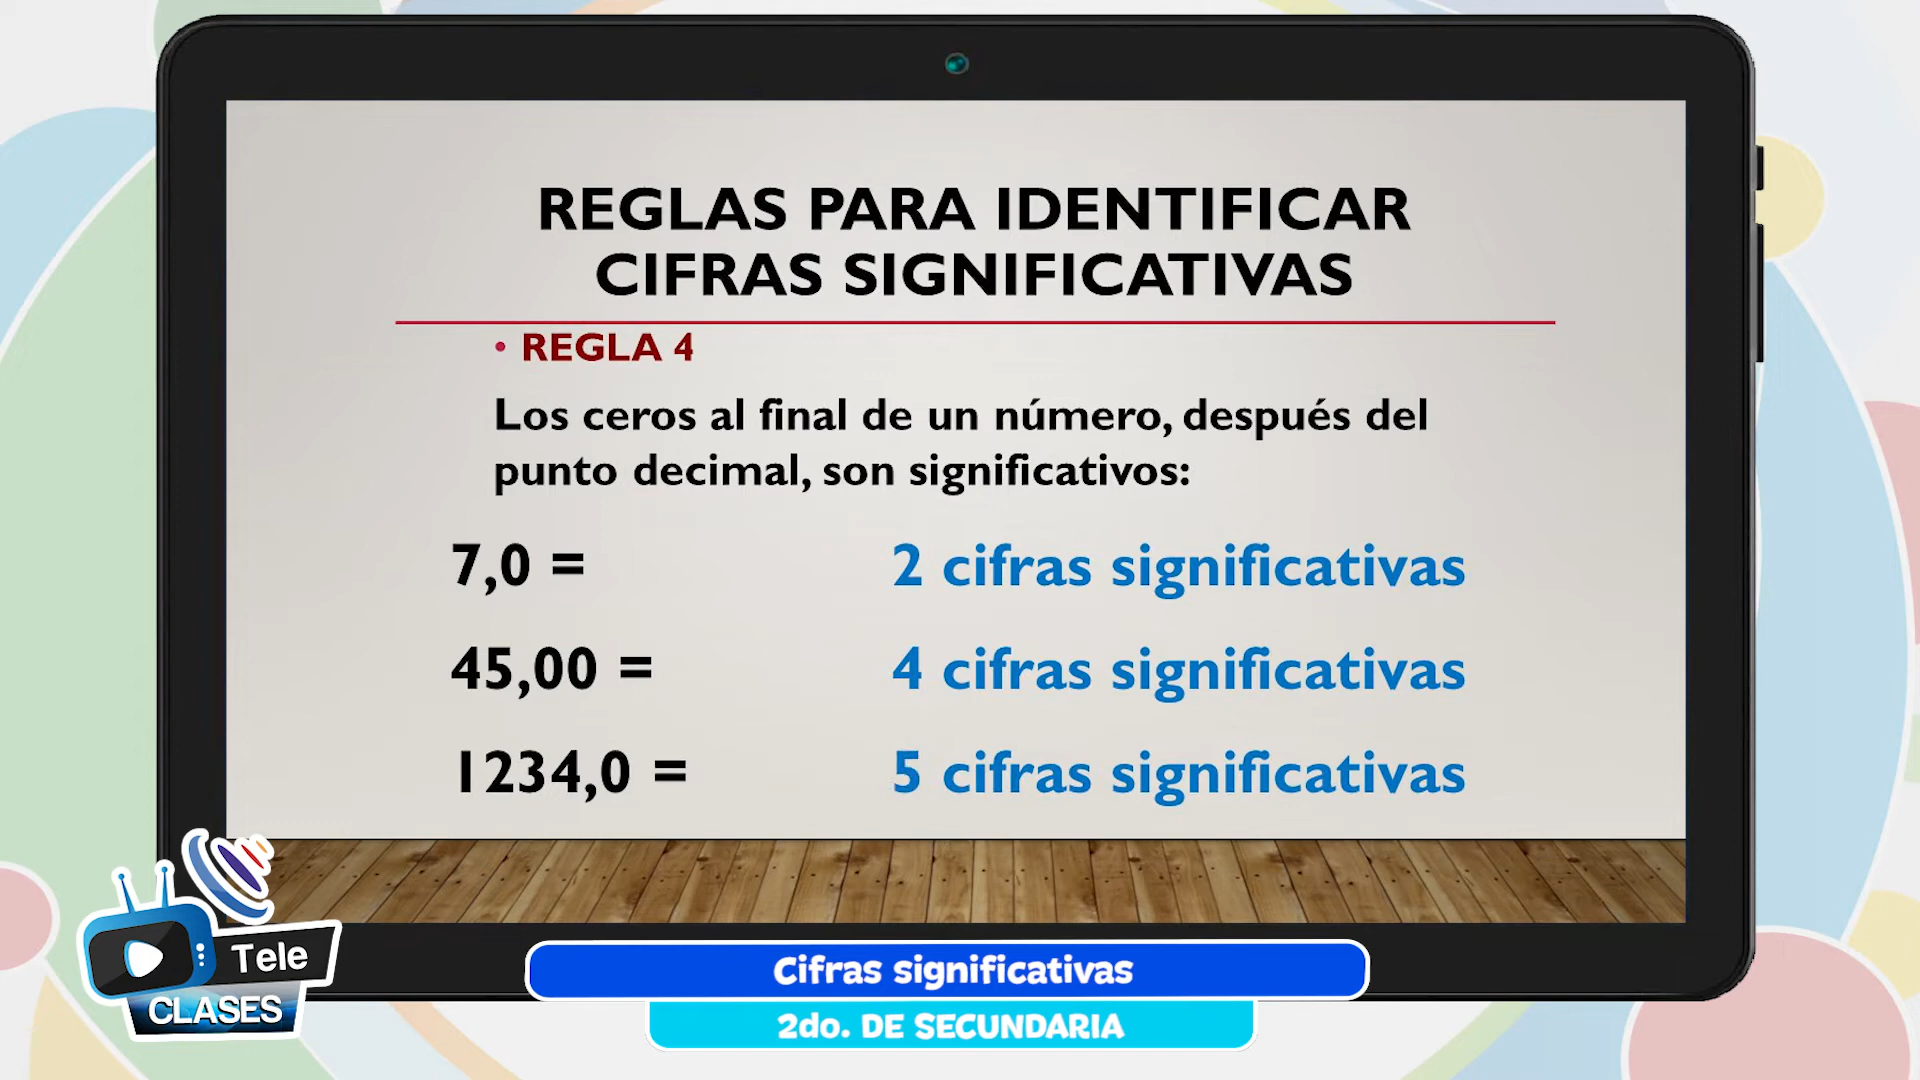 REGLAS PARA IDENTIFICAR
CIFRAS SIGNIFICATIVAS
• REGLA 4
Los ceros al final de un número, después del
punto decimal, son significativos:
7,0 = 2 cifras significativas
45,00 = 4 cifras significativas
1234,0 = 5 cifras significativas
Tele
CLASES
Cifras significativas
2do. DE SECUNDARIA